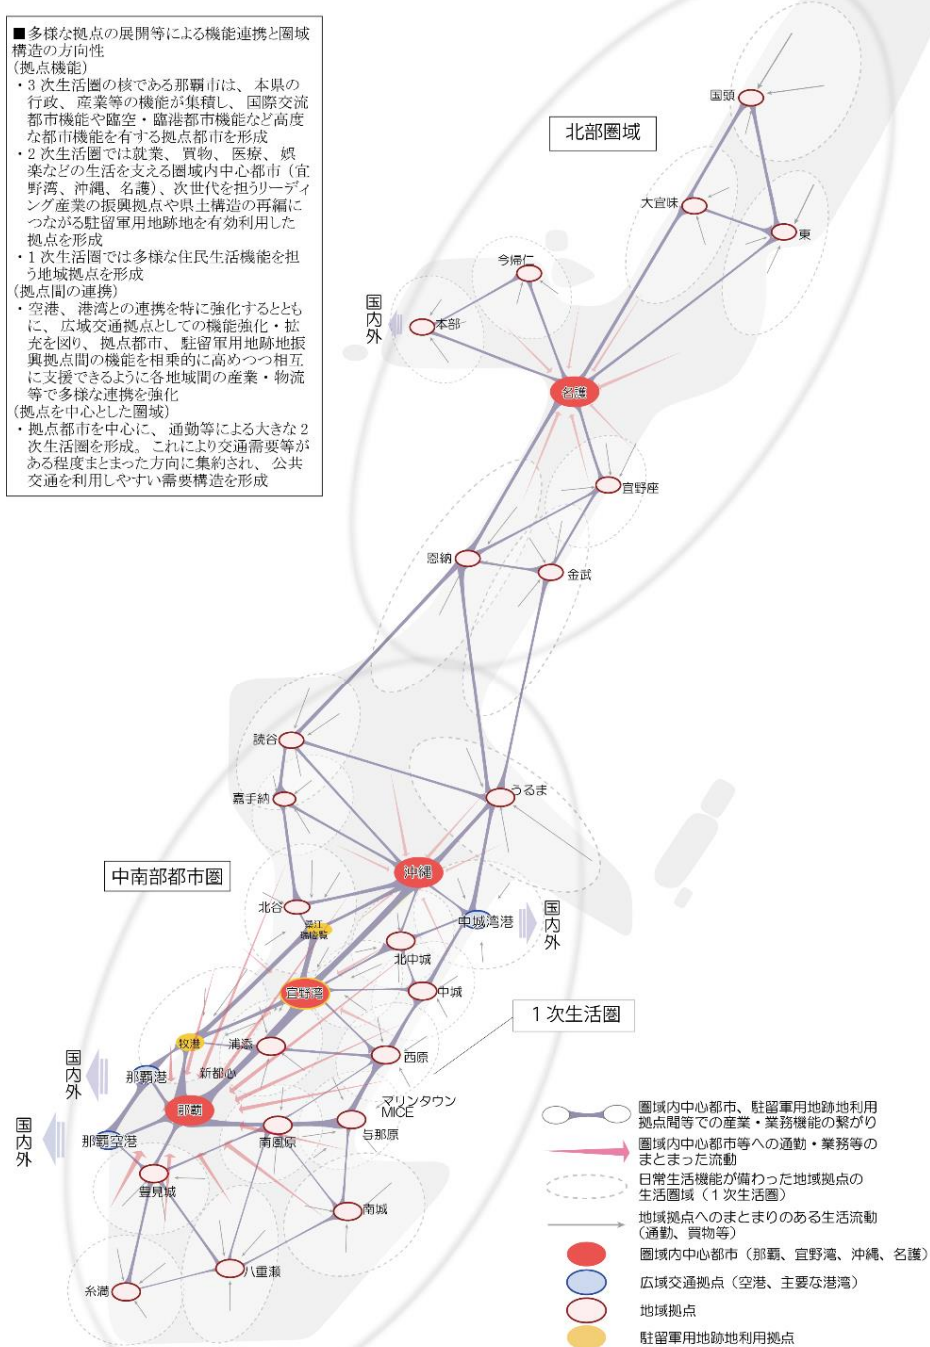 ■多様な拠点の展開等による機能連携と圏域
構造の方向性
(拠点機能)
・3次生活圏の核である那覇市は、本県の
行政、産業等の機能が集積し、国際交流
都市機能や臨空・臨港都市機能など高度
な都市機能を有する拠点都市を形成
・2次生活圏では就業、買物、医療、娯
楽などの生活を支える圏域内中心都市（宜
野湾、沖縄、名護）、次世代を担うリーディ
ング産業の振興拠点や県土構造の再編に
つながる駐留軍用地跡地を有効利用した
拠点を形成
・1次生活圏では多様な住民生活機能を担
う地域拠点を形成
(拠点間の連携)
・空港、港湾との連携を特に強化するととも
に、広域交通拠点としての機能強化・拡
充を図り、拠点都市、駐留軍用地跡地振
興拠点間の機能を相乗的に高めつつ相互
に支援できるように各地域間の産業・物流
等で多様な連携を強化
(拠点を中心とした圏域)
・拠点都市を中心に、通勤等による大きな2
次生活圏を形成。これにより交通需要等が
ある程度まとまった方向に集約され、公共
交通を利用しやすい需要構造を形成
北部圏域
国頭
大宜味
東
今帰仁
国内外
本部
名護
宜野座
恩納
金武
読谷
嘉手納
うるま
中南部都市圏
沖縄
北谷
中城湾港
国内外
北中城
宜野湾
中城
1次生活圏
牧港
浦添
西原
国内外
那覇港
新都心
マリンタウン
MICE
那覇
国内外
那覇空港
南風原
与那原
豊見城
南城
八重瀬
糸満
圏域内中心都市、駐留軍用地跡地利用
拠点間等での産業・業務機能の繋がり
圏域内中心都市等への通勤・業務等の
まとまった流動
日常生活機能が備わった地域拠点の
生活圏域（1次生活圏）
地域拠点へのまとまりのある生活流動
（通勤、買物等）
圏域内中心都市（那覇、宜野湾、沖縄、名護）
広域交通拠点（空港、主要な港湾）
地域拠点
駐留軍用地跡地利用拠点